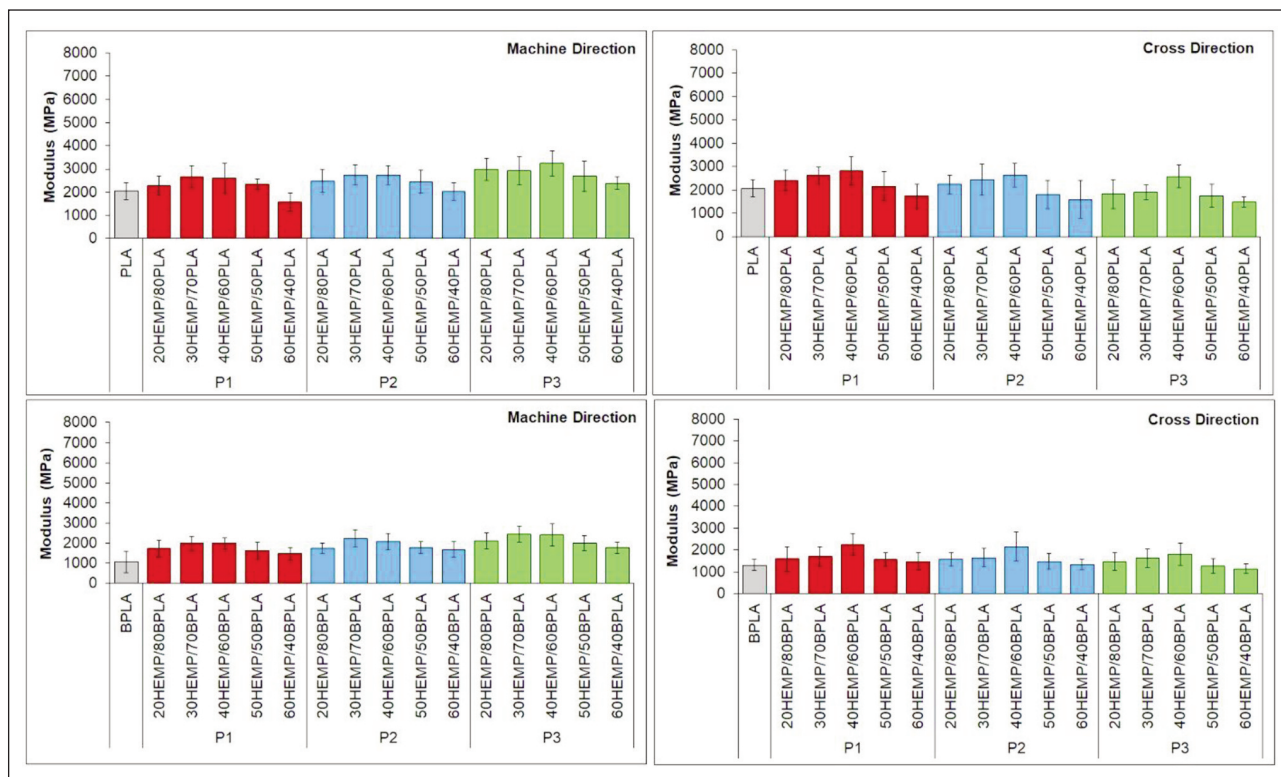 Machine Direction
Modulus (MPa)
8000
7000
6000
5000
4000
3000
2000
1000
0
PLA
20HEMP/80PLA
30HEMP/70PLA
40HEMP/60PLA
50HEMP/50PLA
60HEMP/40PLA
20HEMP/80PLA
30HEMP/70PLA
40HEMP/60PLA
50HEMP/50PLA
60HEMP/40PLA
20HEMP/80PLA
30HEMP/70PLA
40HEMP/60PLA
50HEMP/50PLA
60HEMP/40PLA
P1
P2
P3
Cross Direction
Modulus (MPa)
8000
7000
6000
5000
4000
3000
2000
1000
0
PLA
20HEMP/80PLA
30HEMP/70PLA
40HEMP/60PLA
50HEMP/50PLA
60HEMP/40PLA
20HEMP/80PLA
30HEMP/70PLA
40HEMP/60PLA
50HEMP/50PLA
60HEMP/40PLA
20HEMP/80PLA
30HEMP/70PLA
40HEMP/60PLA
50HEMP/50PLA
60HEMP/40PLA
P1
P2
P3
Machine Direction
Modulus (MPa)
8000
7000
6000
5000
4000
3000
2000
1000
0
BPLA
20HEMP/80BPLA
30HEMP/70BPLA
40HEMP/60BPLA
50HEMP/50BPLA
60HEMP/40BPLA
20HEMP/80BPLA
30HEMP/70BPLA
40HEMP/60BPLA
50HEMP/50BPLA
60HEMP/40BPLA
20HEMP/80BPLA
30HEMP/70BPLA
40HEMP/60BPLA
50HEMP/50BPLA
60HEMP/40BPLA
P1
P2
P3
Cross Direction
Modulus (MPa)
8000
7000
6000
5000
4000
3000
2000
1000
0
BPLA
20HEMP/80BPLA
30HEMP/70BPLA
40HEMP/60BPLA
50HEMP/50BPLA
60HEMP/40BPLA
20HEMP/80BPLA
30HEMP/70BPLA
40HEMP/60BPLA
50HEMP/50BPLA
60HEMP/40BPLA
20HEMP/80BPLA
30HEMP/70BPLA
40HEMP/60BPLA
50HEMP/50BPLA
60HEMP/40BPLA
P1
P2
P3